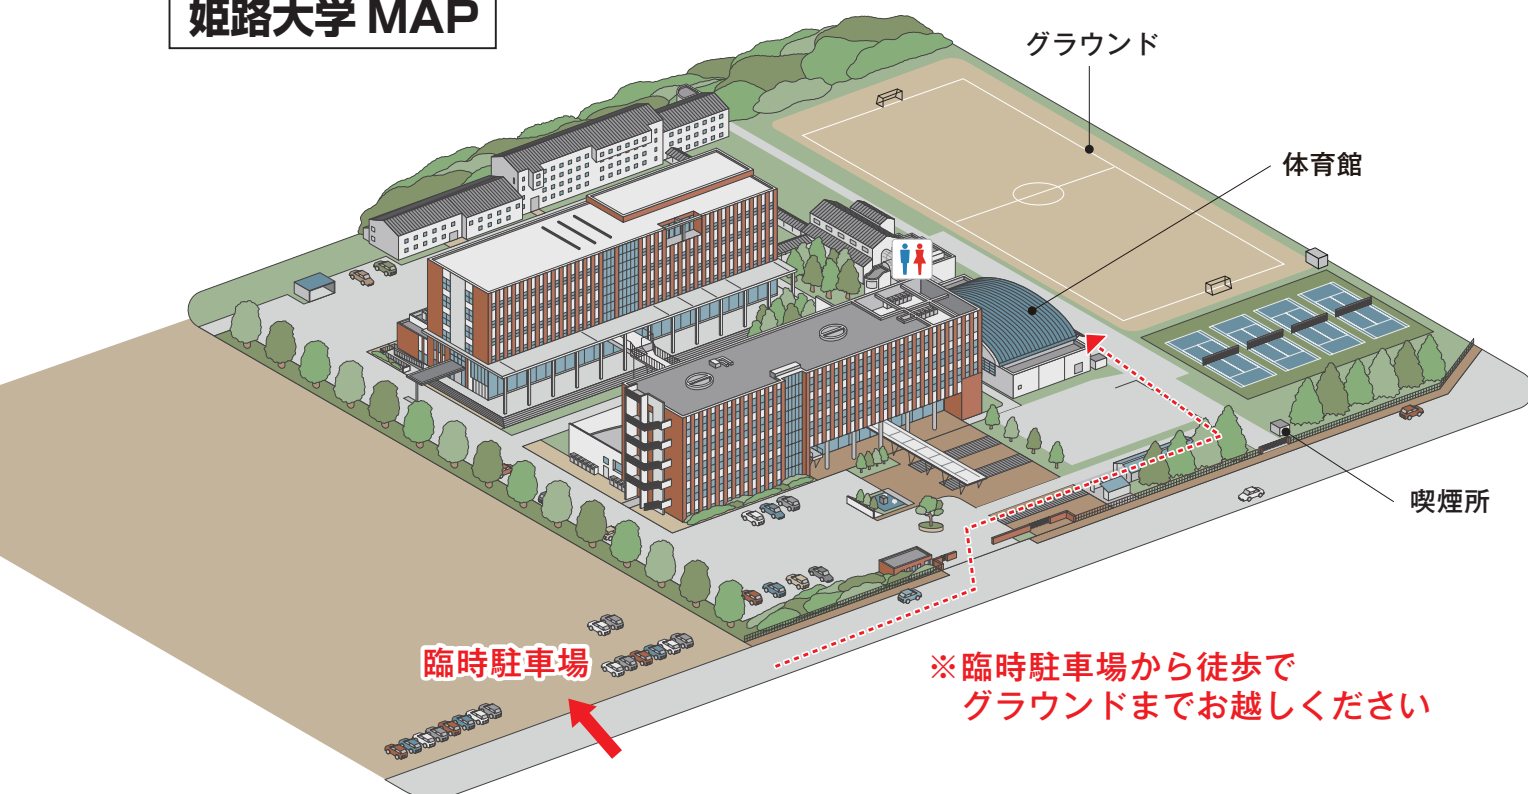 姫路大学 MAP
グラウンド
体育館
喫煙所
臨時駐車場
※臨時駐車場から徒歩で
グラウンドまでお越しください